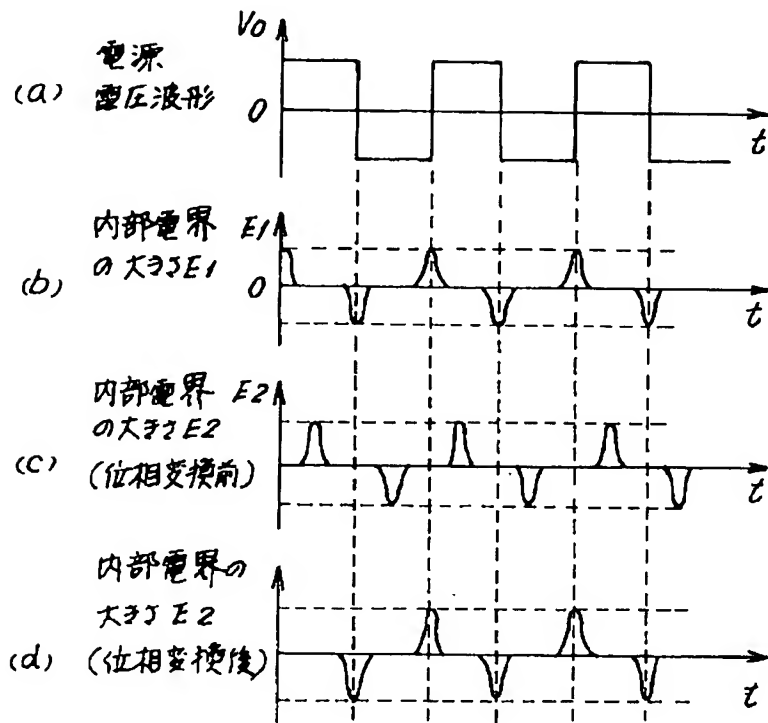 V0
電源
(a) 電圧波形
0
t
内部電界 E1
の大きさE1
(b)
0
t
内部電界 E2
の大きさE2
(c) (位相変換前)
t
内部電界の
大きさE2
(d) (位相変換後)
t